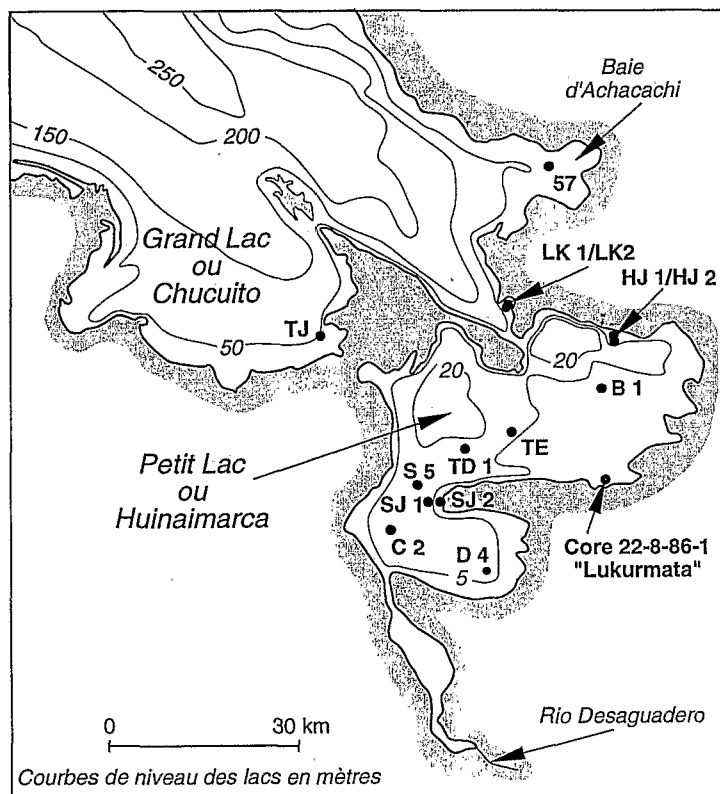 250
150
200
Baie
d'Achacachi
57
Grand Lac
ou
Chucuito
LK 1/LK2
HJ 1/HJ 2
TJ
50
20
20
B 1
TE
Petit Lac
ou
Huinaimarca
TD 1
S 5
SJ 1
SJ 2
C 2
D 4
5
Core 22-8-86-1
"Lukurmata"
0
30 km
Rio Desaguadero
Courbes de niveau des lacs en mètres